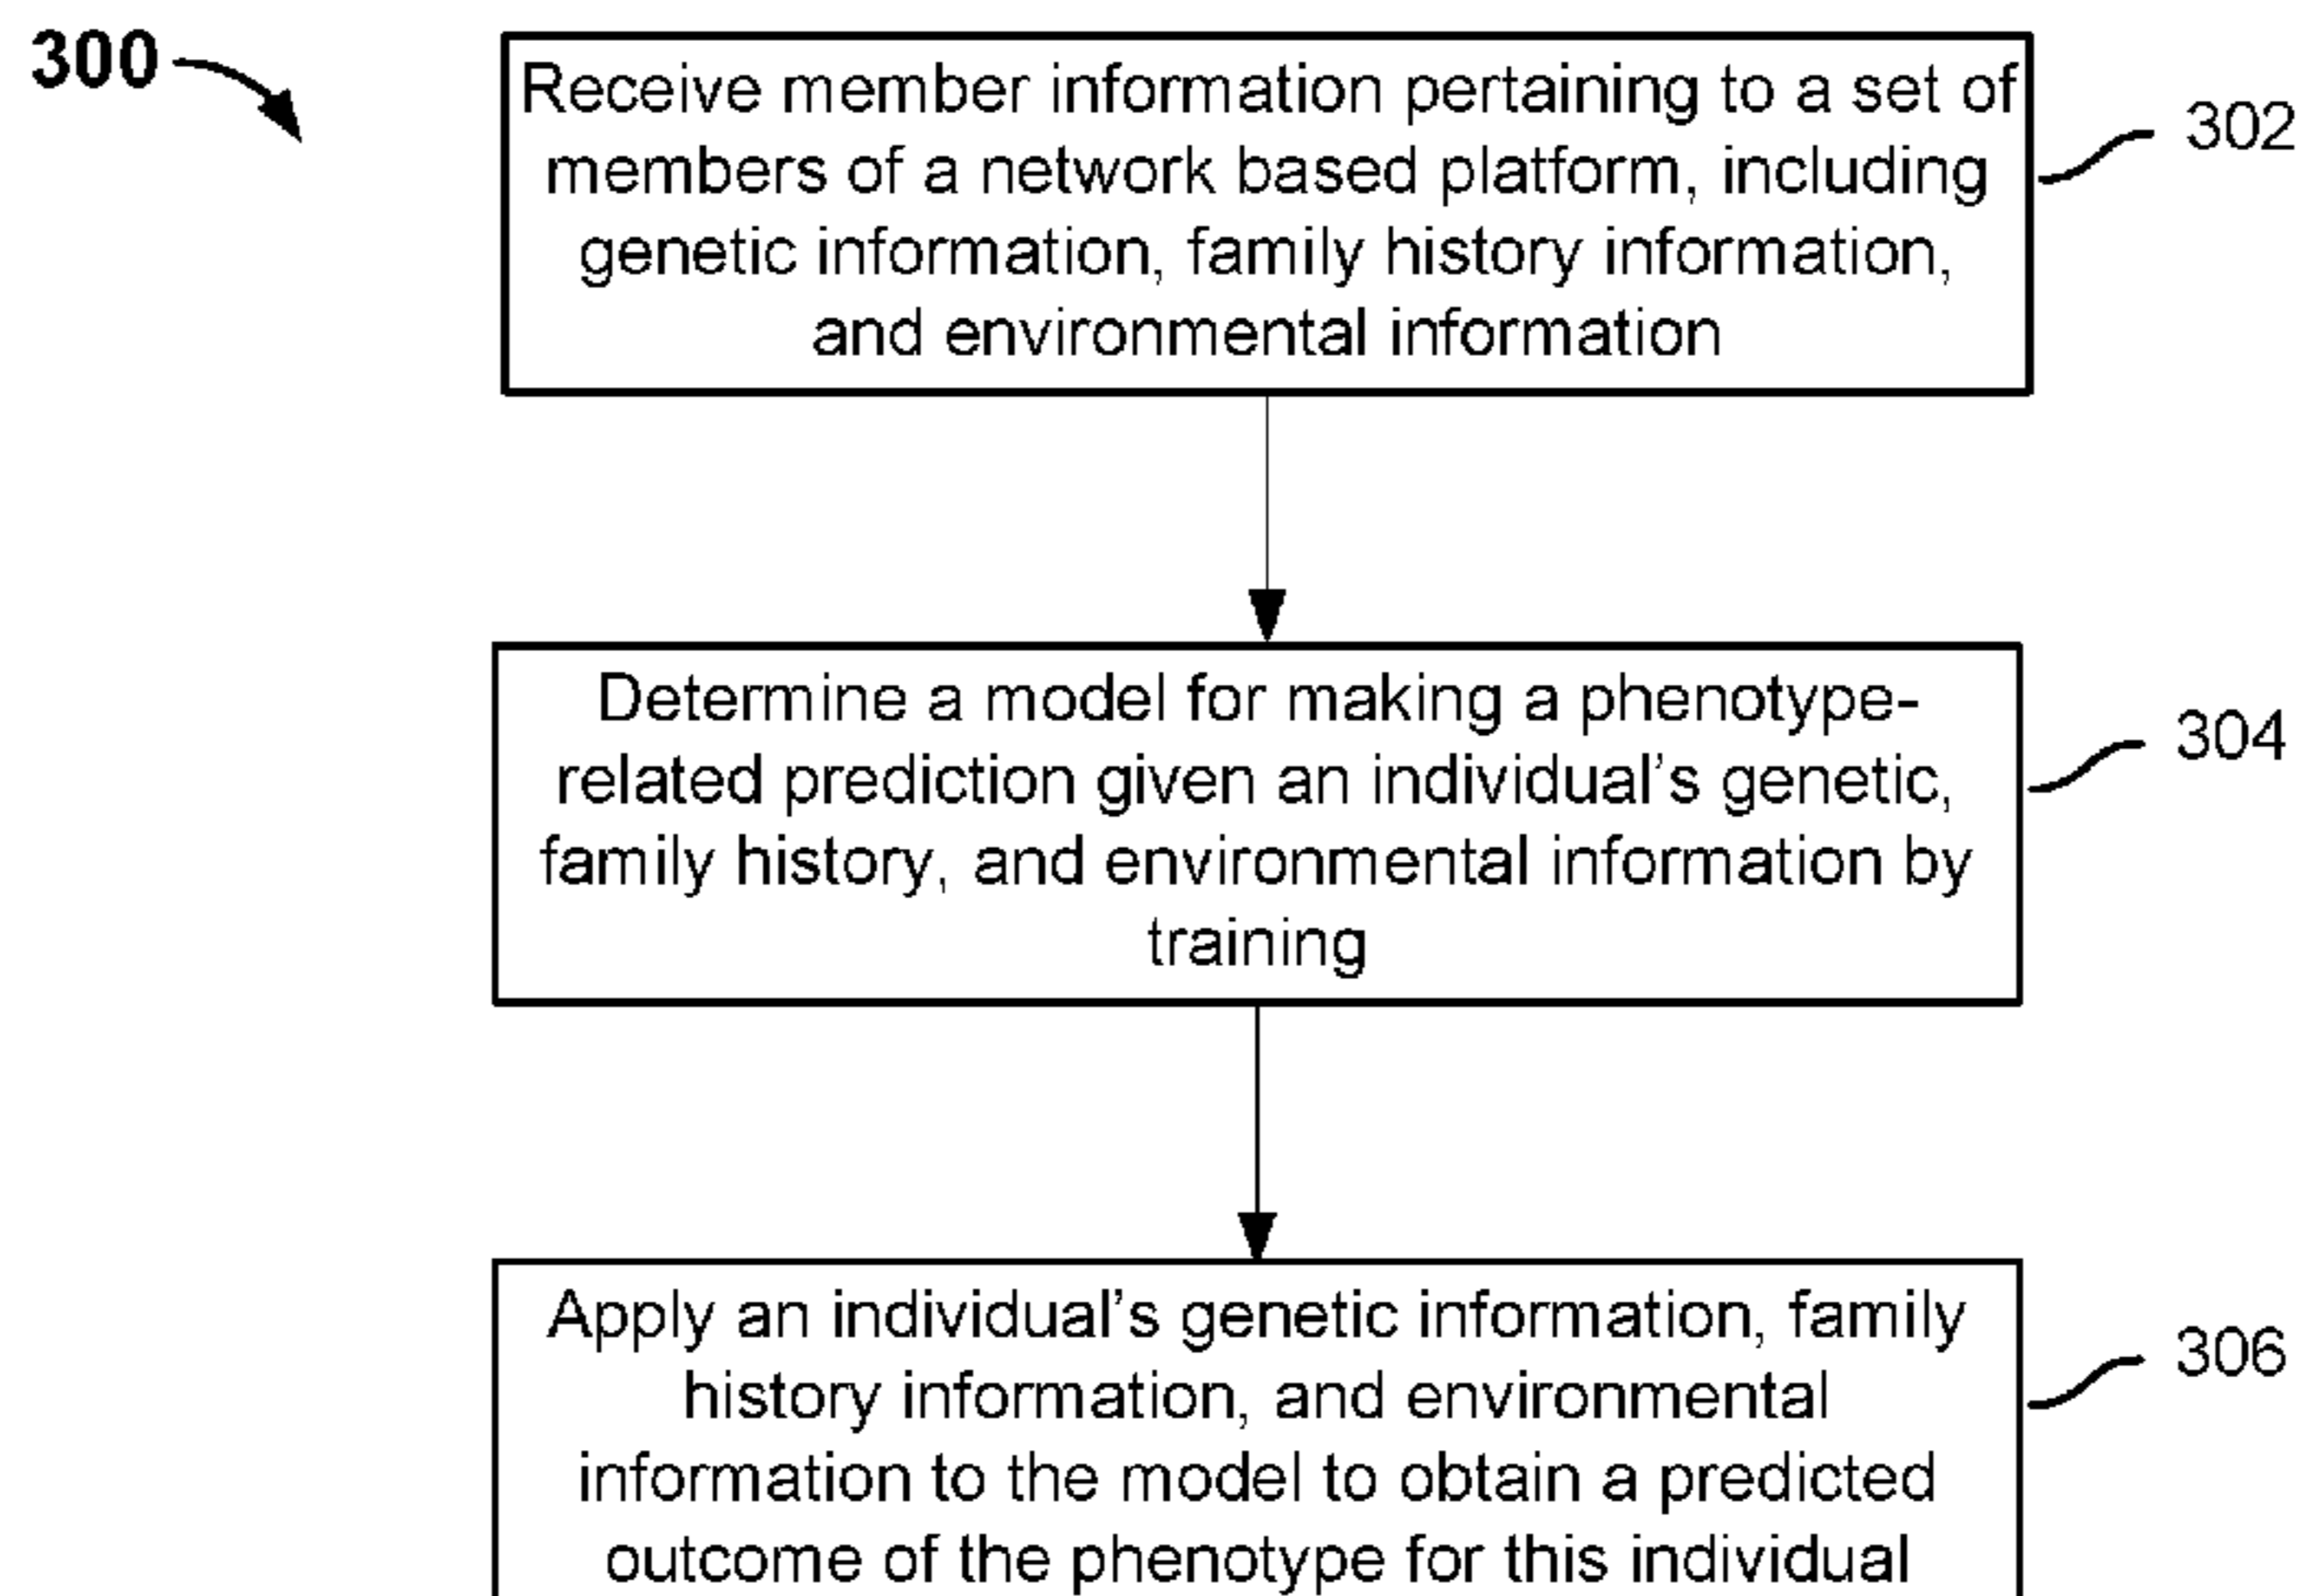 300
Receive member information pertaining to a set of
members of a network based platform, including
genetic information, family history information,
and environmental information
302
Determine a model for making a phenotype-
related prediction given an individual's genetic,
family history, and environmental information by
training
304
Apply an individual's genetic information, family
history information, and environmental
information to the model to obtain a predicted
outcome of the phenotype for this individual
306